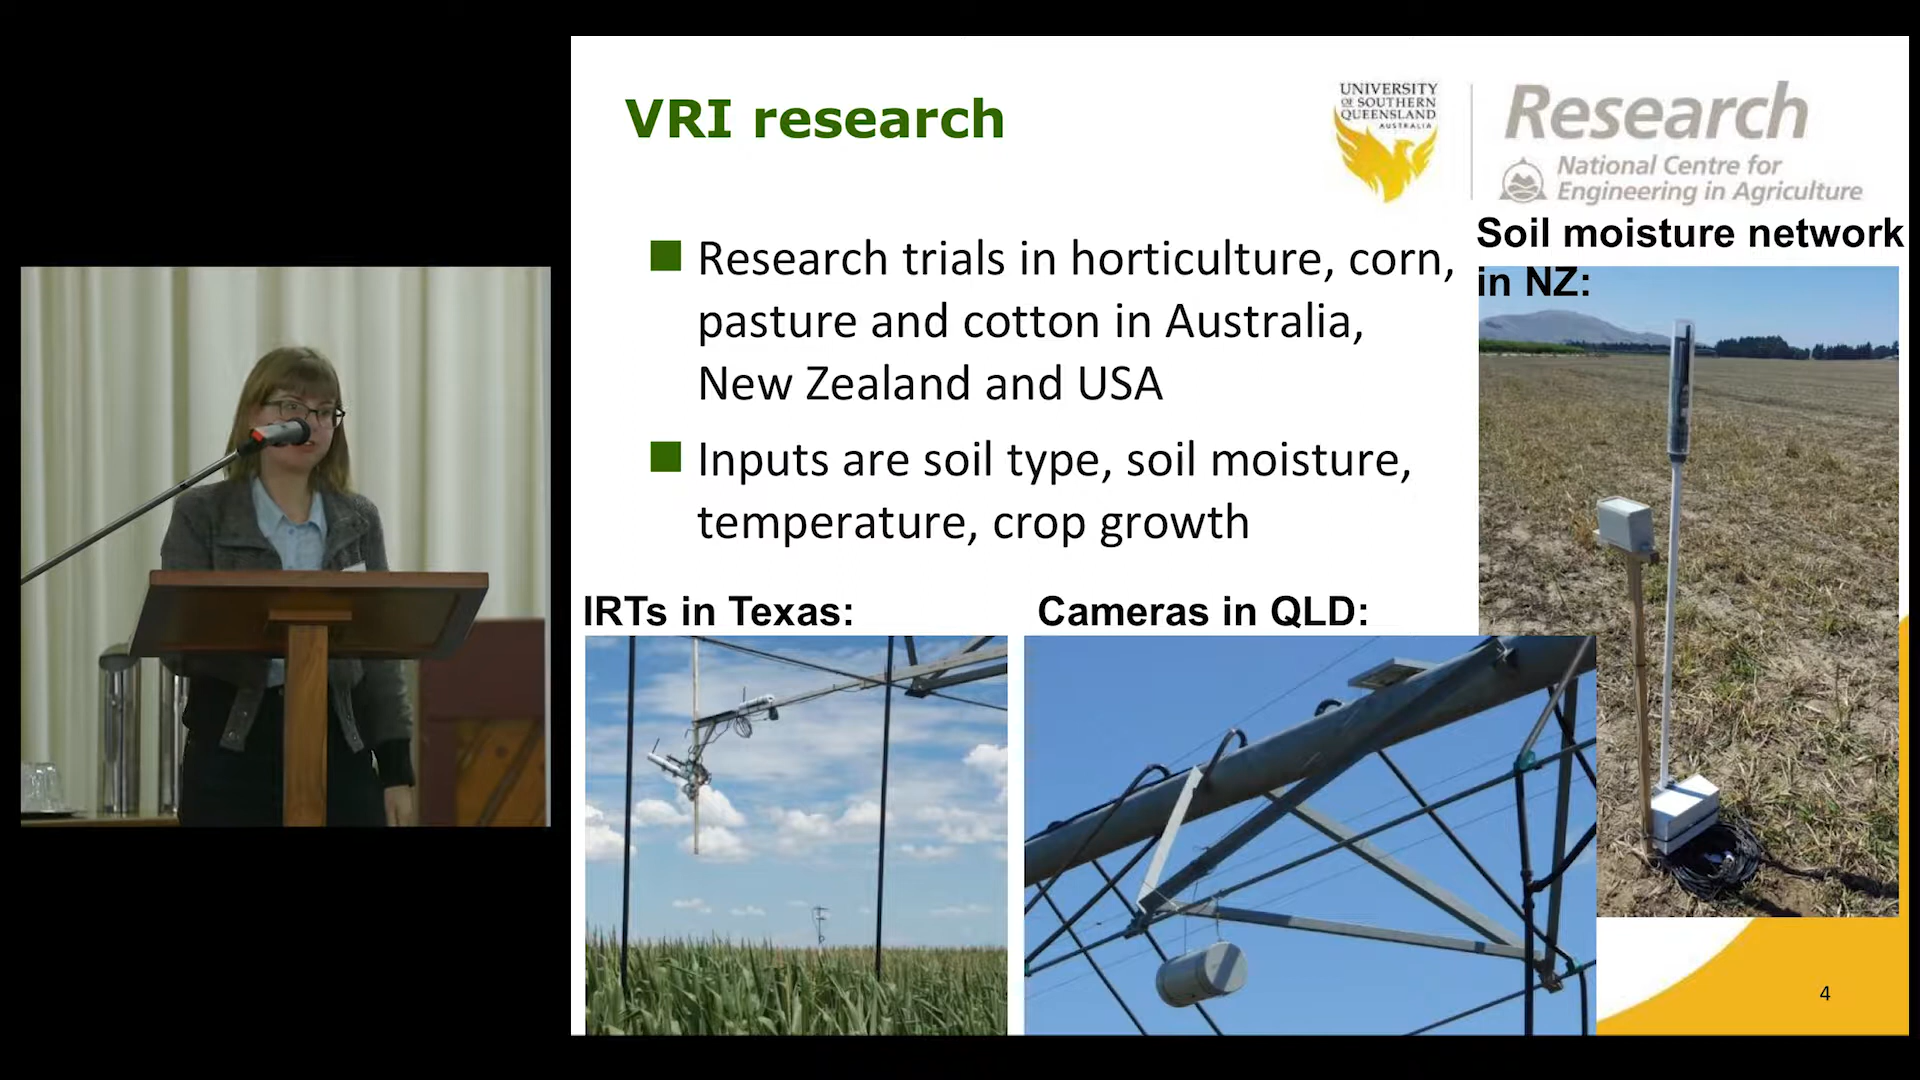 VRI research
UNIVERSITY
OF SOUTHERN
QUEENSLAND
AUSTRALIA
Research
National Centre for
Engineering in Agriculture
Research trials in horticulture, corn,
pasture and cotton in Australia,
New Zealand and USA
Inputs are soil type, soil moisture,
temperature, crop growth
Soil moisture network
in NZ:
IRTs in Texas:
Cameras in QLD:
4